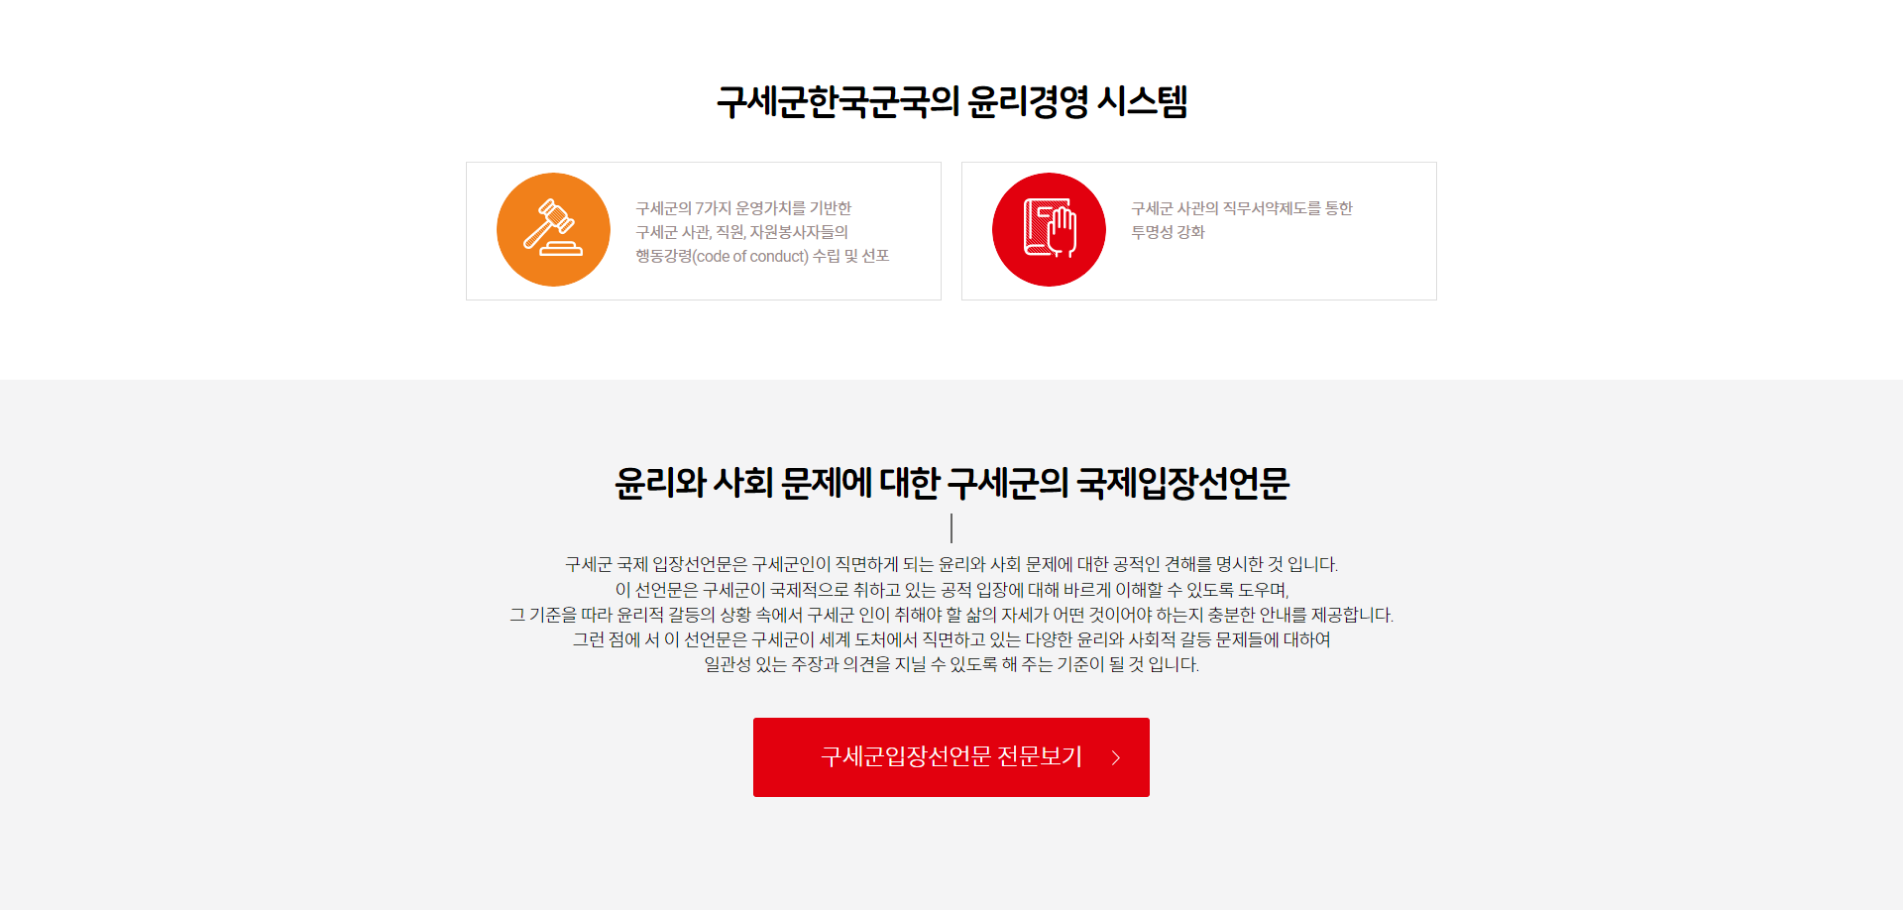 구세군한국군국의 윤리경영 시스템
구세군의 7가지 운영가치를 기반한
구세군 사관, 직원, 자원봉사자들의
행동강령(code of conduct) 수립 및 선포
구세군 사관의 직무서약제도를 통한
투명성 강화
윤리와 사회 문제에 대한 구세군의 국제입장선언문
구세군 국제 입장선언문은 구세군인이 직면하게 되는 윤리와 사회 문제에 대한 공적인 견해를 명시한 것 입니다.
이 선언문은 구세군이 국제적으로 취하고 있는 공적 입장에 대해 바르게 이해할 수 있도록 도우며,
그 기준을 따라 윤리적 갈등의 상황 속에서 구세군 인이 취해야 할 삶의 자세가 어떤 것이어야 하는지 충분한 안내를 제공합니다.
그런 점에 서 이 선언문은 구세군이 세계 도처에서 직면하고 있는 다양한 윤리와 사회적 갈등 문제들에 대하여
일관성 있는 주장과 의견을 지닐 수 있도록 해 주는 기준이 될 것 입니다.
구세군입장선언문 전문보기